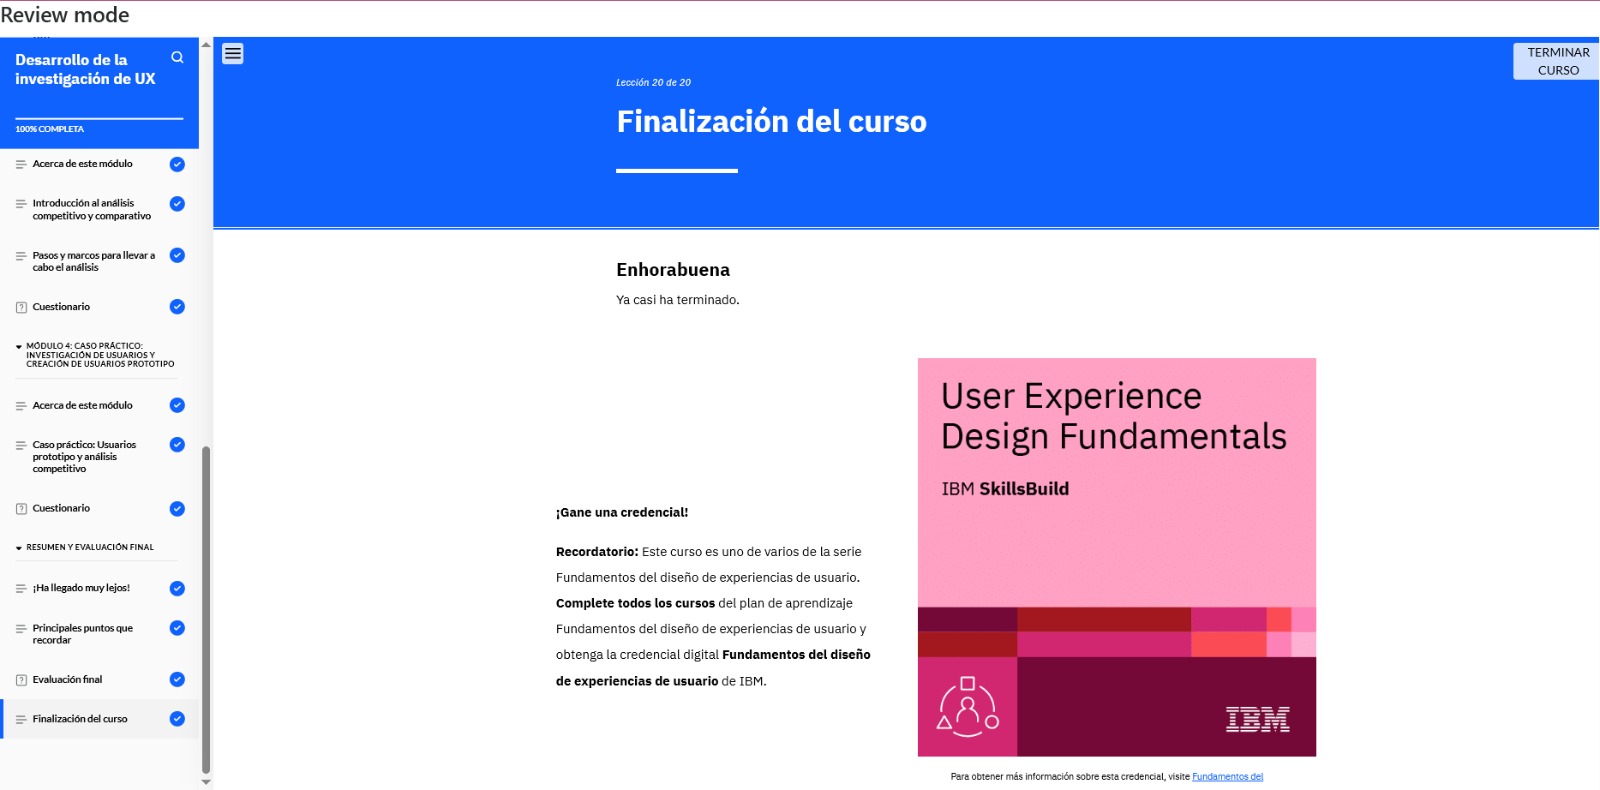 Review mode
Desarrollo de la
investigación de UX
100% COMPLETA
Acerca de este módulo
Introducción al análisis
competitivo y comparativo
Pasos y marcos para llevar a
cabo el análisis
Cuestionario
MÓDULO 4: CASO PRÁCTICO:
INVESTIGACIÓN DE USUARIOS Y
CREACIÓN DE USUARIOS PROTOTIPO
Acerca de este módulo
Caso práctico: Usuarios
prototipo y análisis
competitivo
Cuestionario
RESUMEN Y EVALUACIÓN FINAL
¡Ha llegado muy lejos!
Principales puntos que
recordar
Evaluación final
Finalización del curso
TERMINAR
CURSO
Lección 20 de 20
Finalización del curso
Enhorabuena
Ya casi ha terminado.
¡Gane una credencial!
Recordatorio: Este curso es uno de varios de la serie
Fundamentos del diseño de experiencias de usuario.
Complete todos los cursos del plan de aprendizaje
Fundamentos del diseño de experiencias de usuario y
obtenga la credencial digital Fundamentos del diseño
de experiencias de usuario de IBM.
User Experience
Design Fundamentals
IBM SkillsBuild
IBM
Para obtener más información sobre esta credencial, visite Fundamentos del